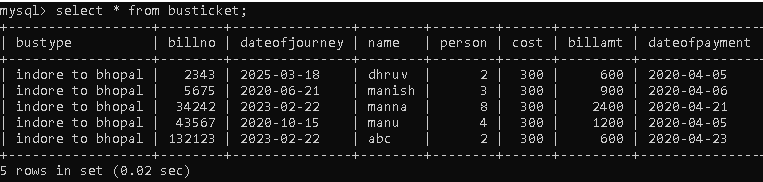 mysql> select * from busticket;
+------------------+--------+---------------+--------+--------+------+---------+---------------
| bustype          | billno | dateofjourney | name   | person | cost | billamt | dateofpayment
+------------------+--------+---------------+--------+--------+------+---------+---------------
| indore to bhopal |   2343 | 2025-03-18    | dhruv  |      2 |  300 |     600 | 2020-04-05
| indore to bhopal |   5675 | 2020-06-21    | manish |      3 |  300 |     900 | 2020-04-06
| indore to bhopal |  34242 | 2023-02-22    | manna  |      8 |  300 |    2400 | 2020-04-21
| indore to bhopal |  43567 | 2020-10-15    | manu   |      4 |  300 |    1200 | 2020-04-05
| indore to bhopal | 132123 | 2023-02-22    | abc    |      2 |  300 |     600 | 2020-04-23
+------------------+--------+---------------+--------+--------+------+---------+---------------
5 rows in set (0.02 sec)